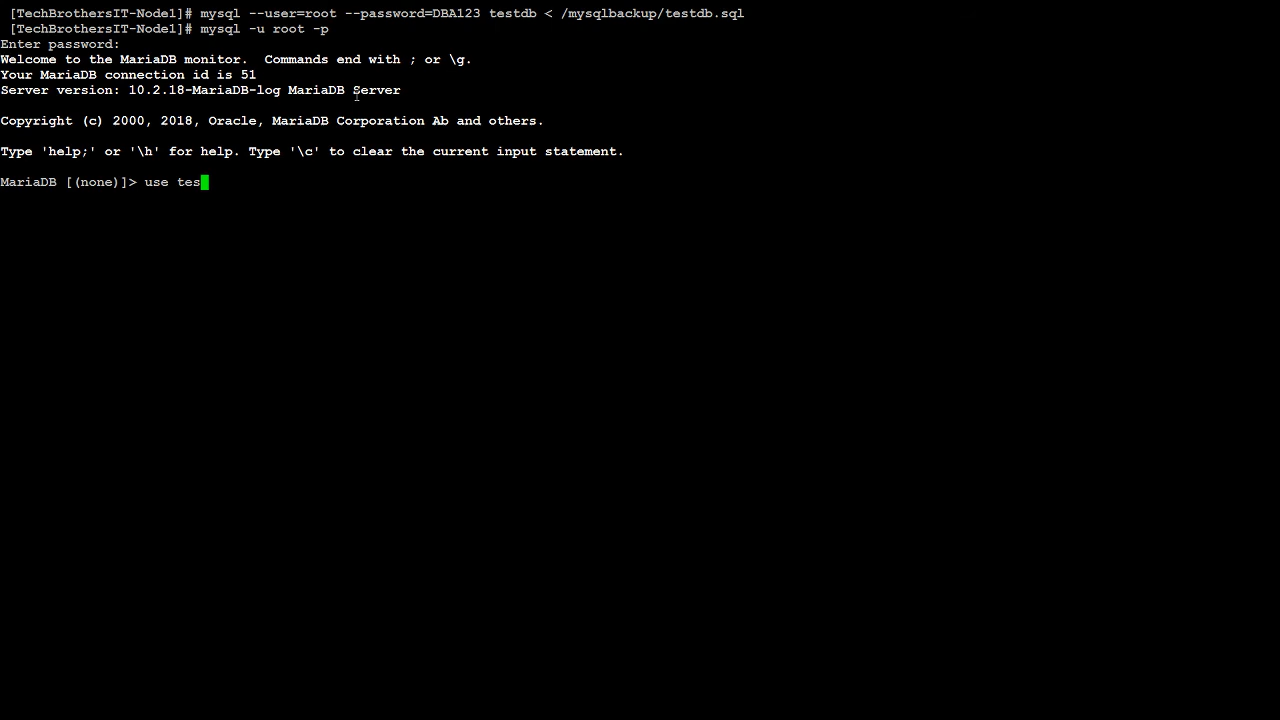 [TechBrothersIT-Node1]# mysql --user=root --password=DBA123 testdb < /mysqlbackup/testdb.sql
[TechBrothersIT-Node1]# mysql -u root -p
Enter password:
Welcome to the MariaDB monitor.  Commands end with ; or \g.
Your MariaDB connection id is 51
Server version: 10.2.18-MariaDB-log MariaDB Server
Copyright (c) 2000, 2018, Oracle, MariaDB Corporation Ab and others.
Type 'help;' or '\h' for help. Type '\c' to clear the current input statement.
MariaDB [(none)]> use tes